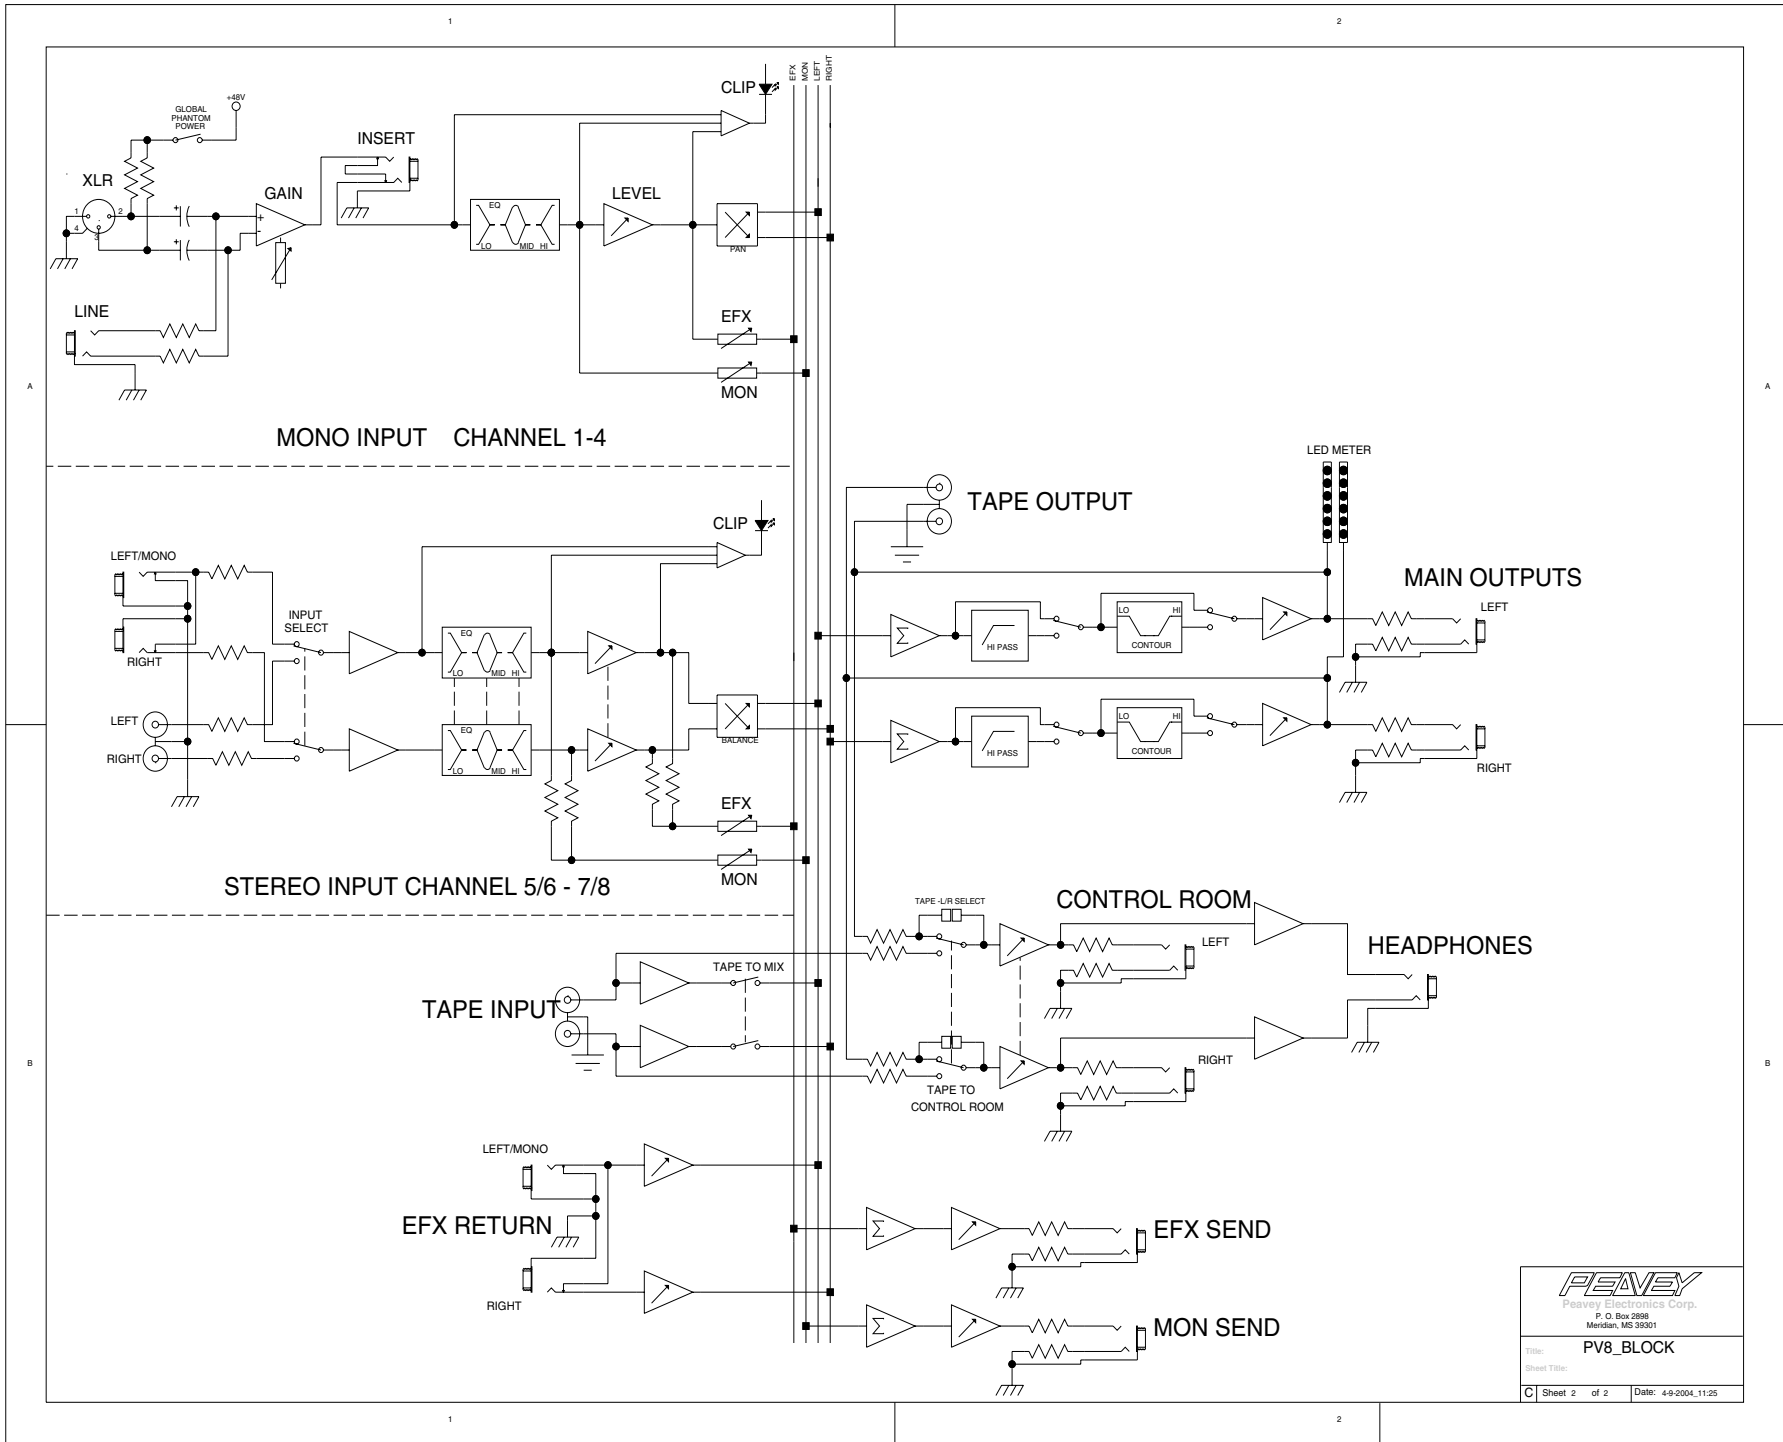 1
2
EFX
MON
LEFT
RIGHT
CLIP
+48V
GLOBAL
PHANTOM
POWER
INSERT
XLR
GAIN
LEVEL
1
2
4
3
+
+
+
-
EQ
LO MID HI
PAN
LINE
EFX
MON
A
A
MONO INPUT CHANNEL 1-4
LED METER
TAPE OUTPUT
CLIP
LEFT/MONO
MAIN OUTPUTS
INPUT
SELECT
RIGHT
EQ
LO MID HI
Σ
HI PASS
LO HI
CONTOUR
LEFT
LEFT
RIGHT
EQ
LO MID HI
BALANCE
Σ
HI PASS
LO HI
CONTOUR
RIGHT
EFX
MON
STEREO INPUT CHANNEL 5/6 - 7/8
TAPE -L/R SELECT
CONTROL ROOM
LEFT
HEADPHONES
TAPE TO MIX
TAPE INPUT
B
B
RIGHT
TAPE TO
CONTROL ROOM
LEFT/MONO
EFX RETURN
RIGHT
Σ
EFX SEND
Σ
MON SEND
PEAVEY
Peavey Electronics Corp.
P. O. Box 2898
Meridian, MS 39301
Title: PV8_BLOCK
Sheet Title:
C Sheet 2 of 2 Date: 4-9-2004_11:25
1
2